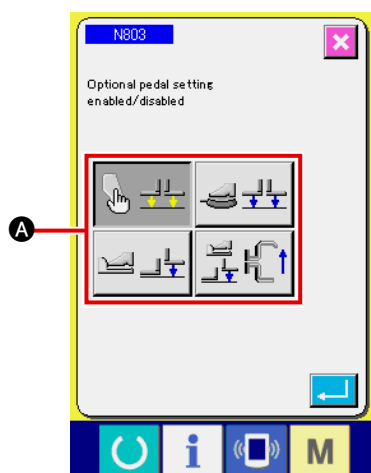 N803
Optional pedal setting
enabled/disabled
A
i
M